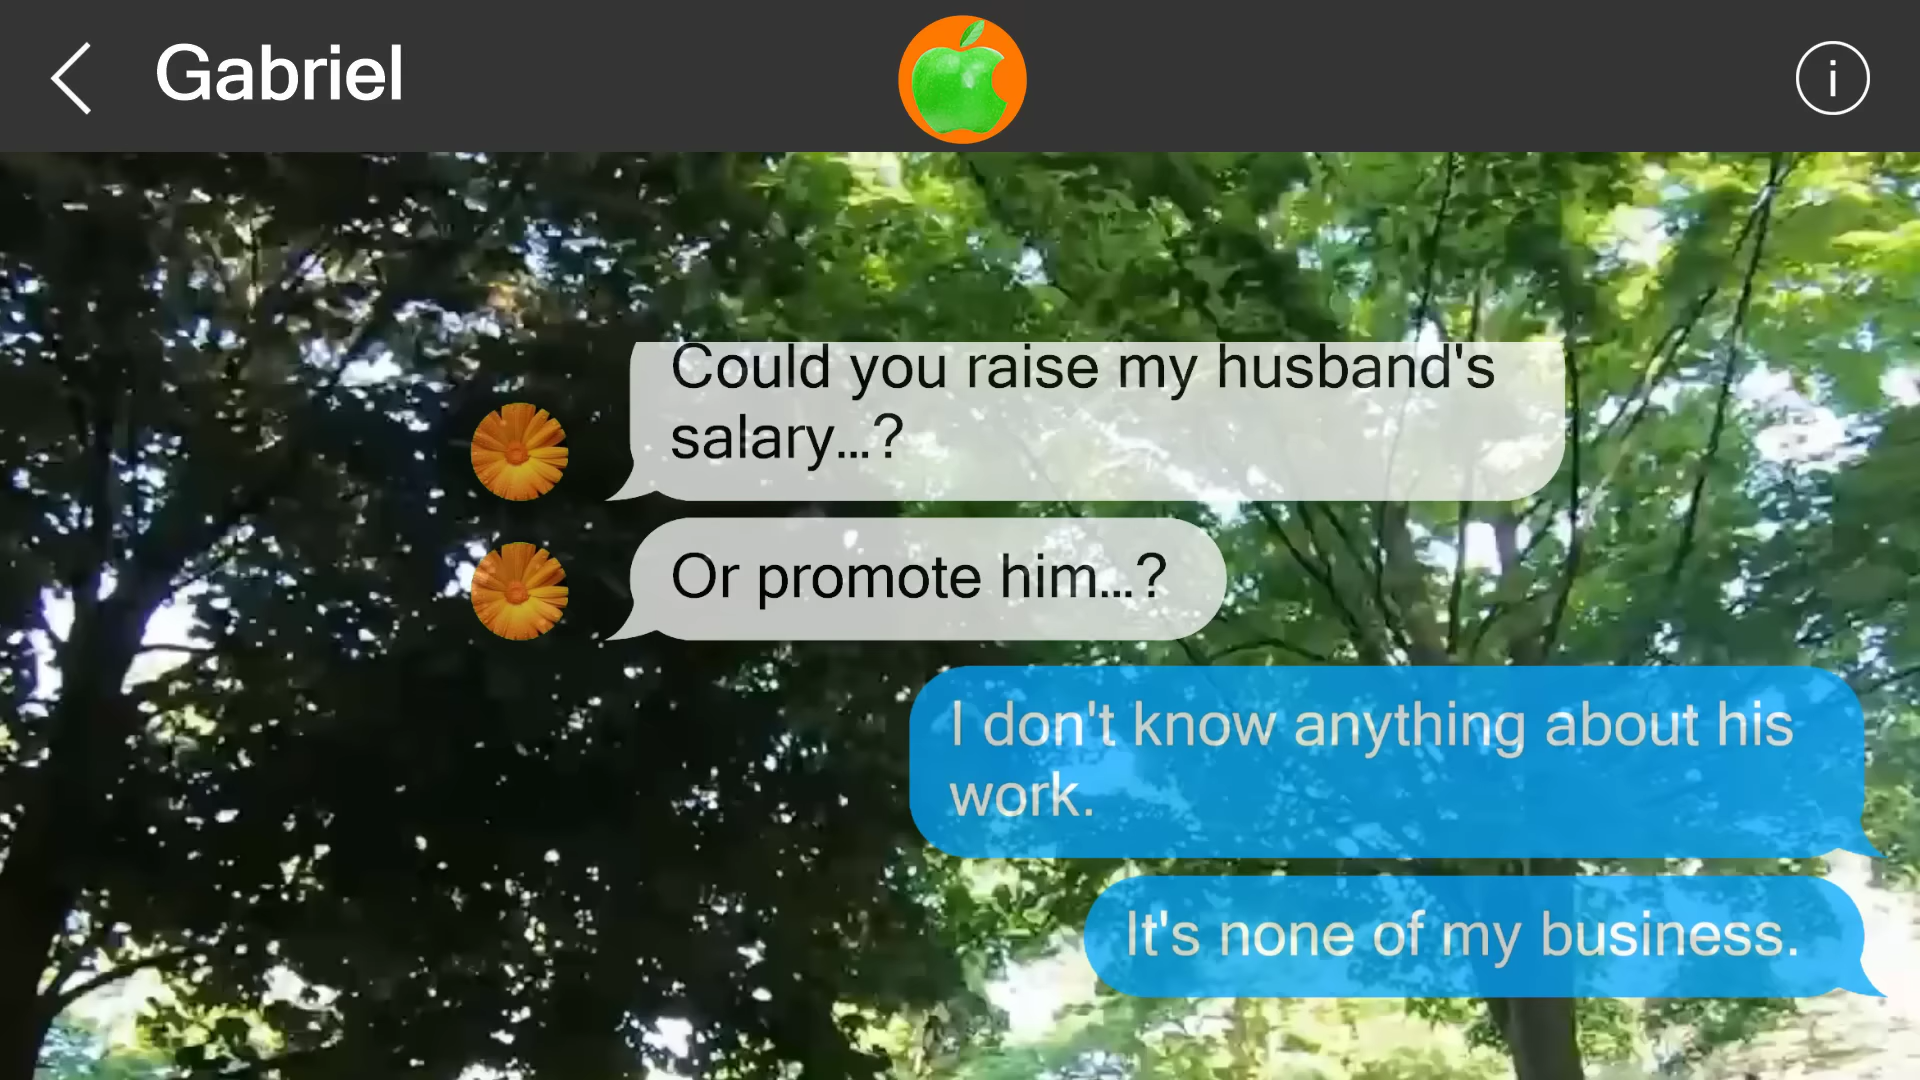 Gabriel
Could you raise my husband's
salary...?
Or promote him...?
I don't know anything about his
work.
It's none of my business.